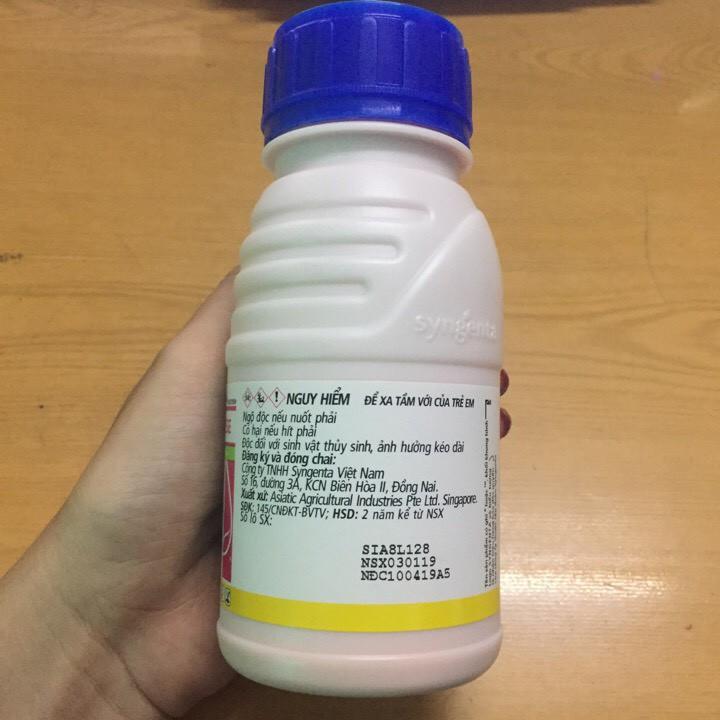 syngenta
NGUY HIỂM ĐỂ XA TẦM VỚI CỦA TRẺ EM
Ngộ độc nếu nuốt phải
Có hại nếu hít phải
Độc đối với sinh vật thủy sinh, ảnh hưởng kéo dài
Đăng ký và đóng chai:
Công ty TNHH Syngenta Việt Nam
Số 16, đường 3A, KCN Biên Hòa II, Đồng Nai.
Xuất xứ: Asiatic Agricultural Industries Pte Ltd. Singapore.
SĐK: 145/CNĐKT-BVTV; HSD: 2 năm kể từ NSX
Số lô SX:
SIA8L128
NSX030119
NĐC100419A5